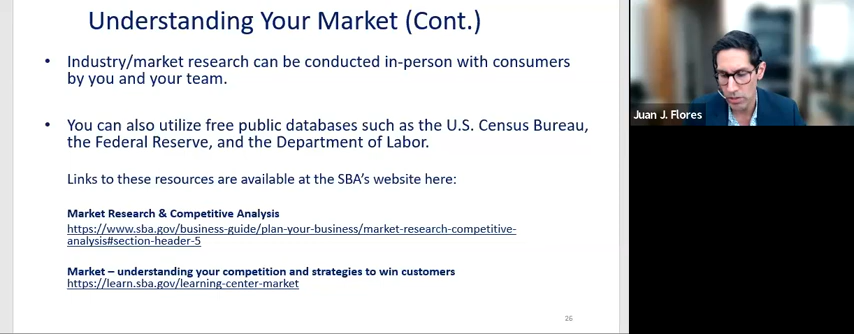 Understanding Your Market (Cont.)
• Industry/market research can be conducted in-person with consumers
by you and your team.
• You can also utilize free public databases such as the U.S. Census Bureau,
the Federal Reserve, and the Department of Labor.
Links to these resources are available at the SBA's website here:
Market Research & Competitive Analysis
https://www.sba.gov/business-guide/plan-your-business/market-research-competitive-
analysis#section-header-5
Market – understanding your competition and strategies to win customers
https://learn.sba.gov/learning-center-market
26
Juan J. Flores